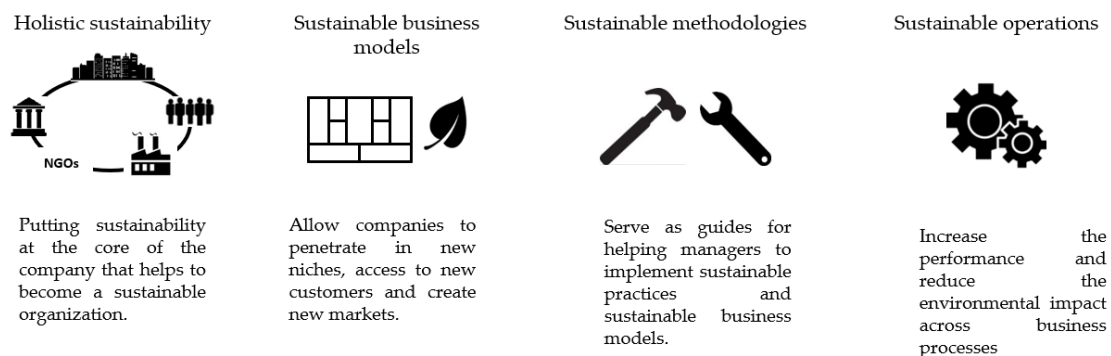 Holistic sustainability
NGOs
Putting sustainability
at the core of the
company that helps to
become a sustainable
organization.
Sustainable business
models
Allow companies to
penetrate in new
niches, access to new
customers and create
new markets.
Sustainable methodologies
Serve as guides for
helping managers to
implement sustainable
practices and
sustainable business
models.
Sustainable operations
Increase the
performance and
reduce the
environmental impact
across business
processes